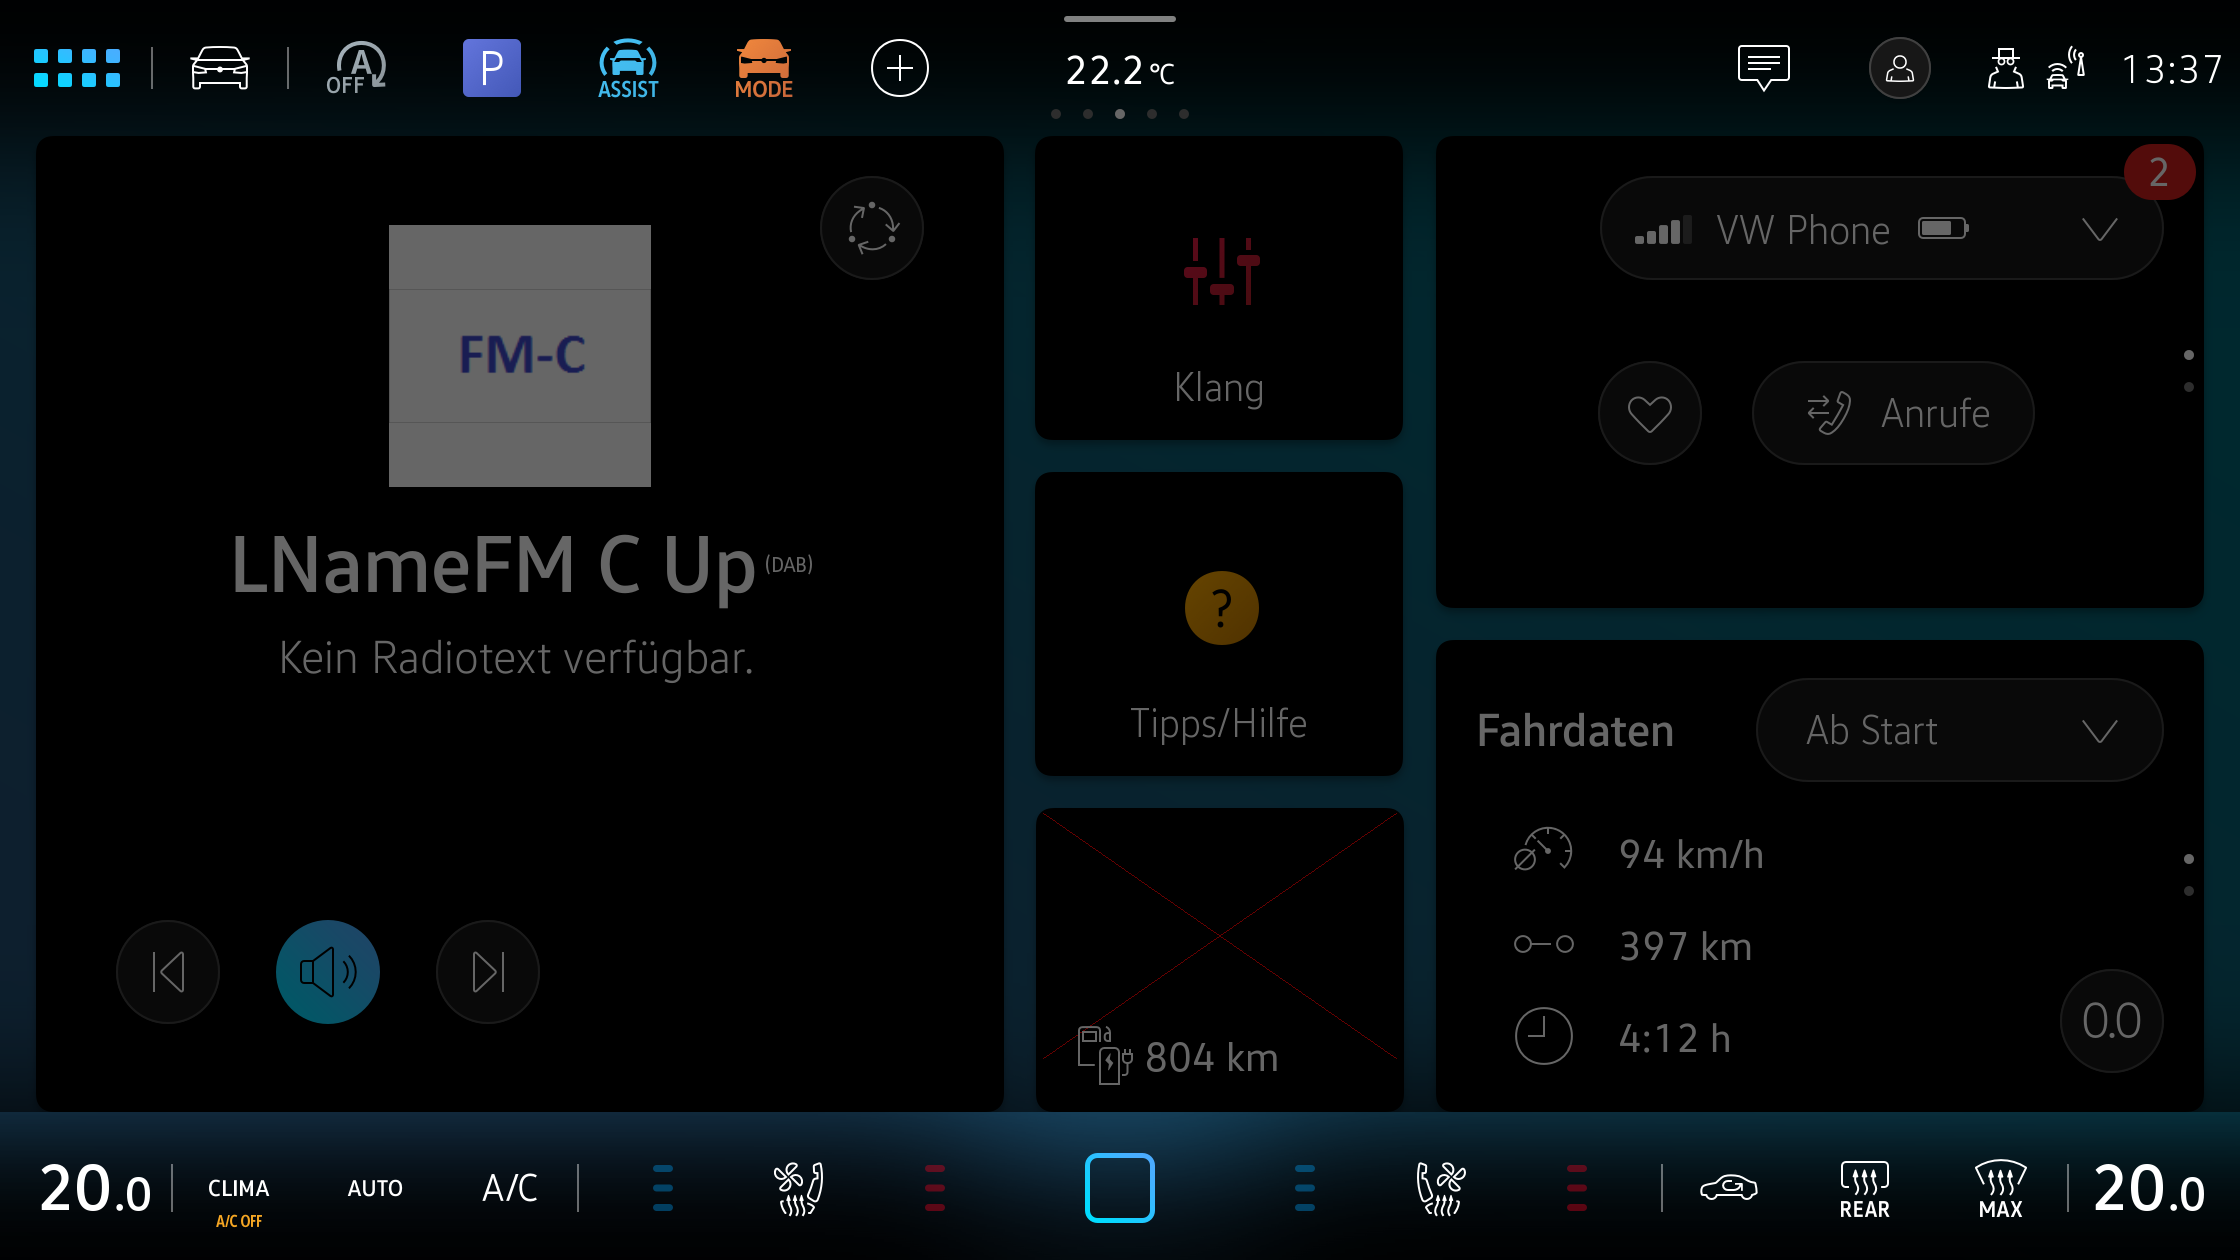 A
OFF
P
ASSIST
MODE
22.2 °C
13:37
FM-C
LNameFM C Up (DAB)
Kein Radiotext verfügbar.
Klang
?
Tipps/Hilfe
804 km
2
VW Phone
Anrufe
Fahrdaten
Ab Start
94 km/h
397 km
4:12 h
0.0
20.0
CLIMA
A/C OFF
AUTO
A/C
REAR
MAX
20.0